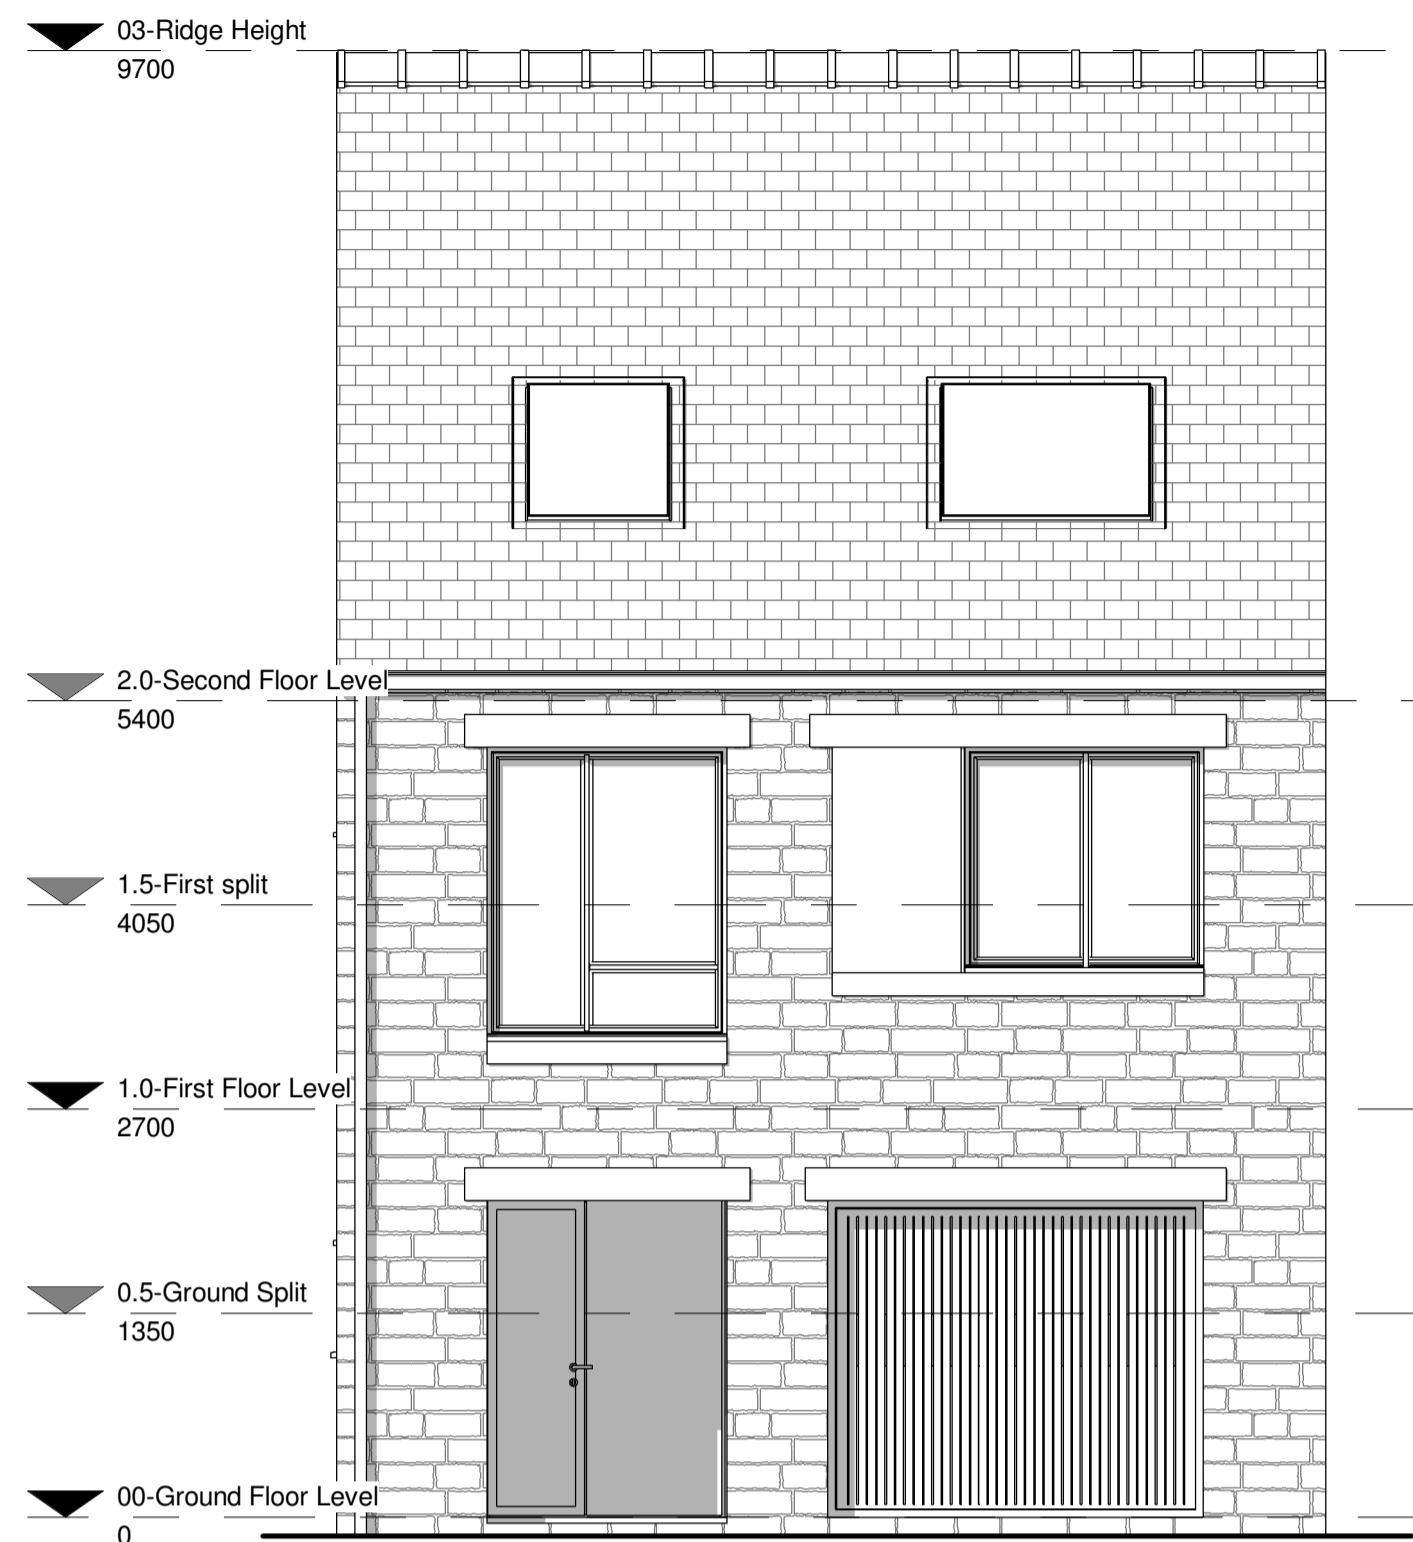 03-Ridge Height
9700
2.0-Second Floor Level
5400
1.5-First split
4050
1.0-First Floor Level
2700
0.5-Ground Split
1350
00-Ground Floor Level
0